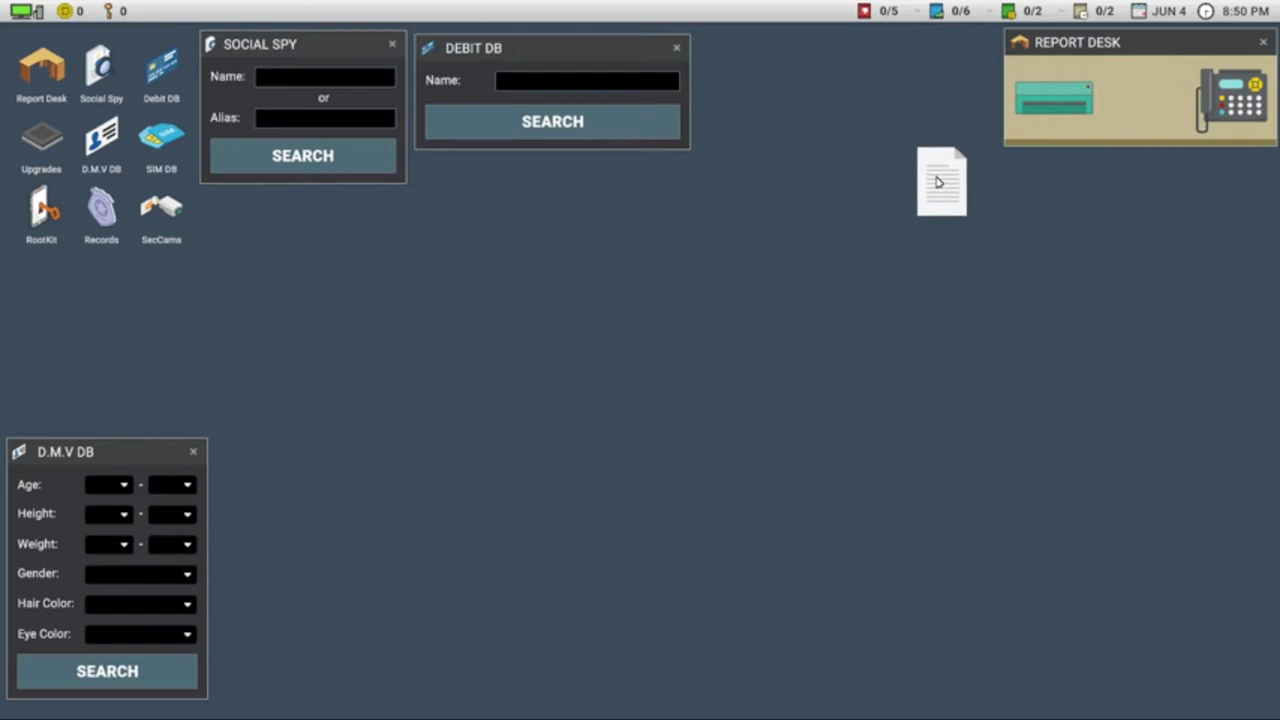 0 0 0/5 - 0/6 - 0/2 - 0/2 JUN 4 8:50 PM
Report Desk Social Spy Debit DB
Upgrades D.M.V DB SIM DB
RootKit Records SecCams
SOCIAL SPY ×
Name:
or
Alias:
SEARCH
DEBIT DB ×
Name:
SEARCH
REPORT DESK ×
D.M.V DB ×
Age: -
Height: -
Weight: -
Gender:
Hair Color:
Eye Color:
SEARCH